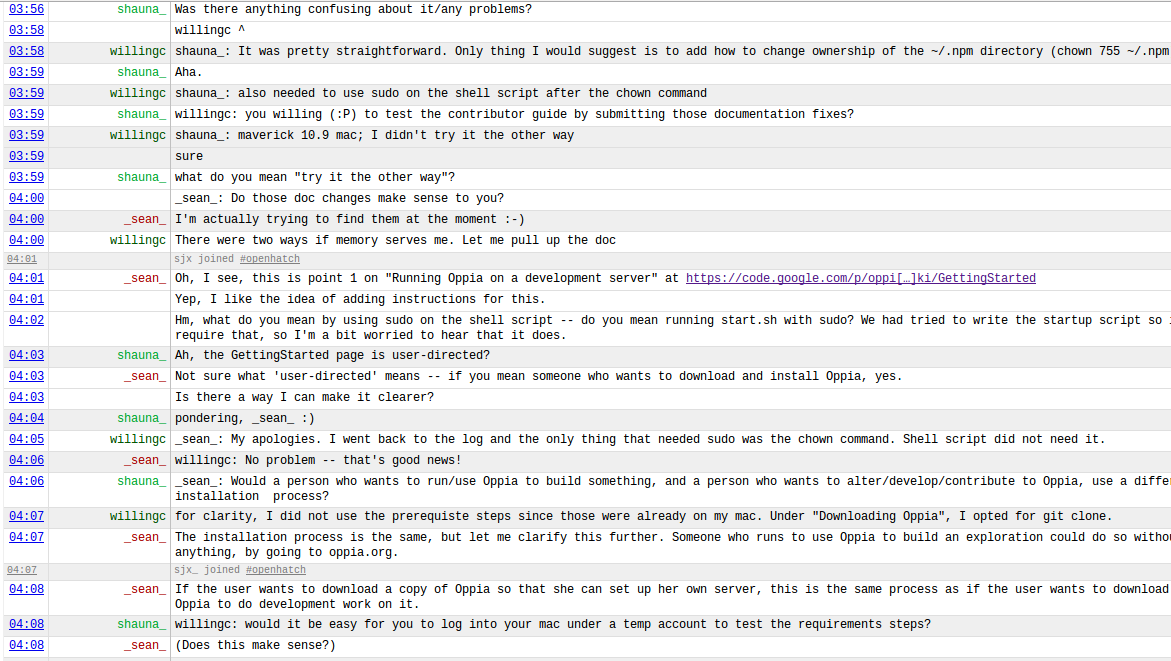 03:56 shauna_ Was there anything confusing about it/any problems?
03:58 willingc ^
03:58 willingc shauna_: It was pretty straightforward. Only thing I would suggest is to add how to change ownership of the ~/.npm directory (chown 755 ~/.npm
03:59 shauna_ Aha.
03:59 willingc shauna_: also needed to use sudo on the shell script after the chown command
03:59 shauna_ willingc: you willing (:P) to test the contributor guide by submitting those documentation fixes?
03:59 willingc shauna_: maverick 10.9 mac; I didn't try it the other way
03:59 sure
03:59 shauna_ what do you mean "try it the other way"?
04:00 _sean_: Do those doc changes make sense to you?
04:00 _sean_ I'm actually trying to find them at the moment :-)
04:00 willingc There were two ways if memory serves me. Let me pull up the doc
04:01 sjx joined #openhatch
04:01 _sean_ Oh, I see, this is point 1 on "Running Oppia on a development server" at https://code.google.com/p/oppi[…]ki/GettingStarted
04:01 Yep, I like the idea of adding instructions for this.
04:02 Hm, what do you mean by using sudo on the shell script -- do you mean running start.sh with sudo? We had tried to write the startup script so
require that, so I'm a bit worried to hear that it does.
04:03 shauna_ Ah, the GettingStarted page is user-directed?
04:03 _sean_ Not sure what 'user-directed' means -- if you mean someone who wants to download and install Oppia, yes.
04:03 Is there a way I can make it clearer?
04:04 shauna_ pondering, _sean_ :)
04:05 willingc _sean_: My apologies. I went back to the log and the only thing that needed sudo was the chown command. Shell script did not need it.
04:06 _sean_ willingc: No problem -- that's good news!
04:06 shauna_ _sean_: Would a person who wants to run/use Oppia to build something, and a person who wants to alter/develop/contribute to Oppia, use a diffe
installation process?
04:07 willingc for clarity, I did not use the prerequiste steps since those were already on my mac. Under "Downloading Oppia", I opted for git clone.
04:07 _sean_ The installation process is the same, but let me clarify this further. Someone who runs to use Oppia to build an exploration could do so witho
anything, by going to oppia.org.
04:07 sjx_ joined #openhatch
04:08 _sean_ If the user wants to download a copy of Oppia so that she can set up her own server, this is the same process as if the user wants to download
Oppia to do development work on it.
04:08 shauna_ willingc: would it be easy for you to log into your mac under a temp account to test the requirements steps?
04:08 _sean_ (Does this make sense?)